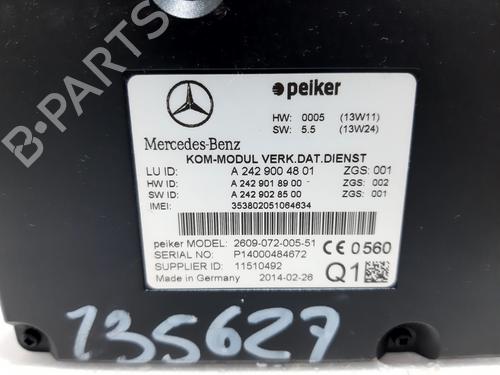 peiker
HW: 0005 (13W11)
SW: 5.5 (13W24)
Mercedes-Benz
KOM-MODUL VERK.DAT.DIENST
LU ID: A 242 900 48 01 ZGS: 001
HW ID: A 242 901 89 00 ZGS: 002
SW ID: A 242 902 85 00 ZGS: 001
IMEI: 353802051064634
peiker MODEL: 2609-072-005-51
CE 0560
SERIAL NO: P14000484672
SUPPLIER ID: 11510492
Made in Germany 2014-02-26
Q1
135627
B-PARTS